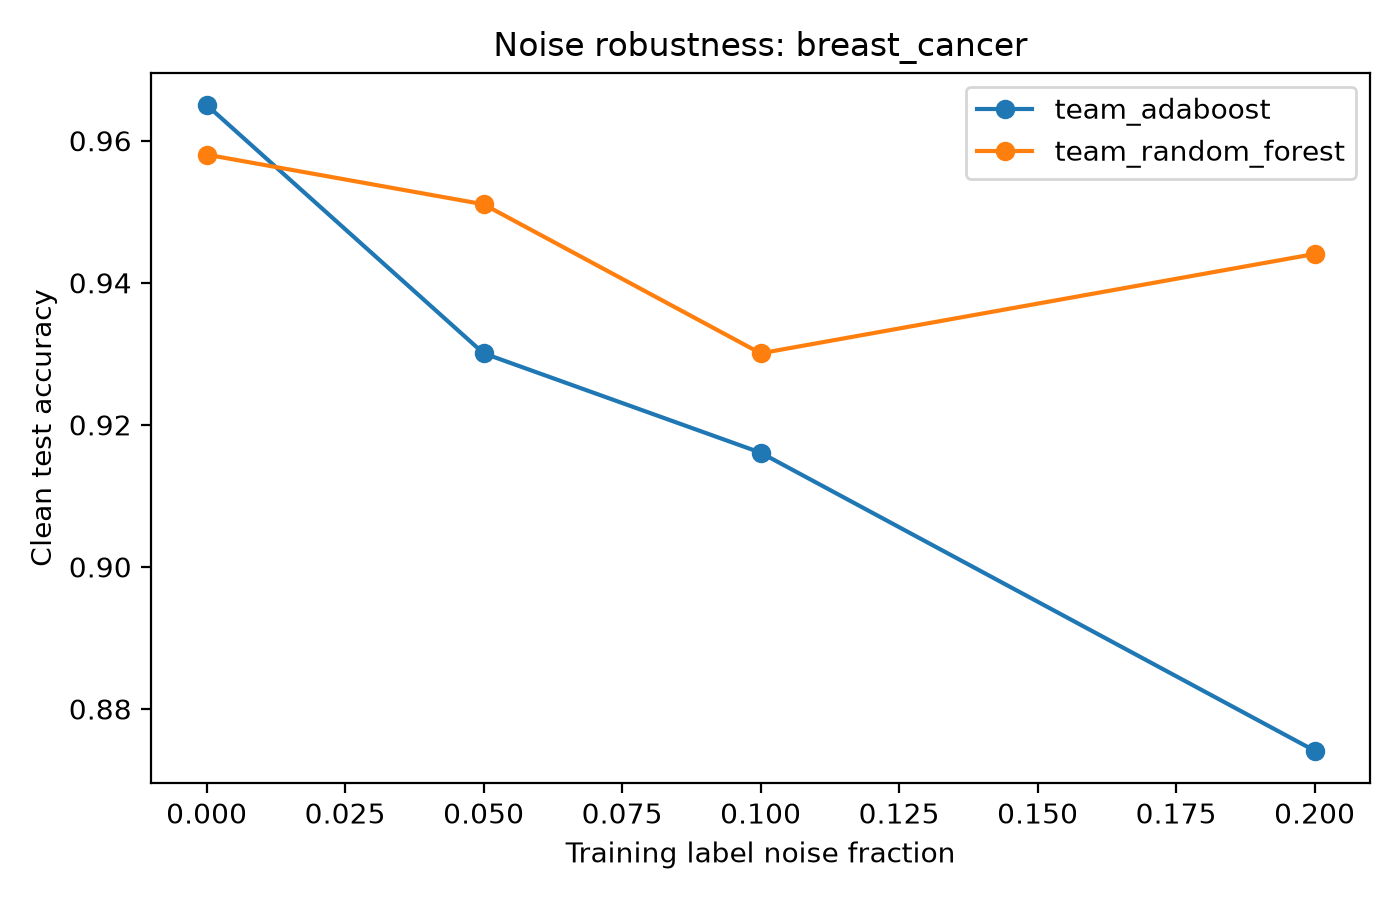 Noise robustness: breast_cancer
team_adaboost
team_random_forest
Clean test accuracy
0.96
0.94
0.92
0.90
0.88
0.000 0.025 0.050 0.075 0.100 0.125 0.150 0.175 0.200
Training label noise fraction